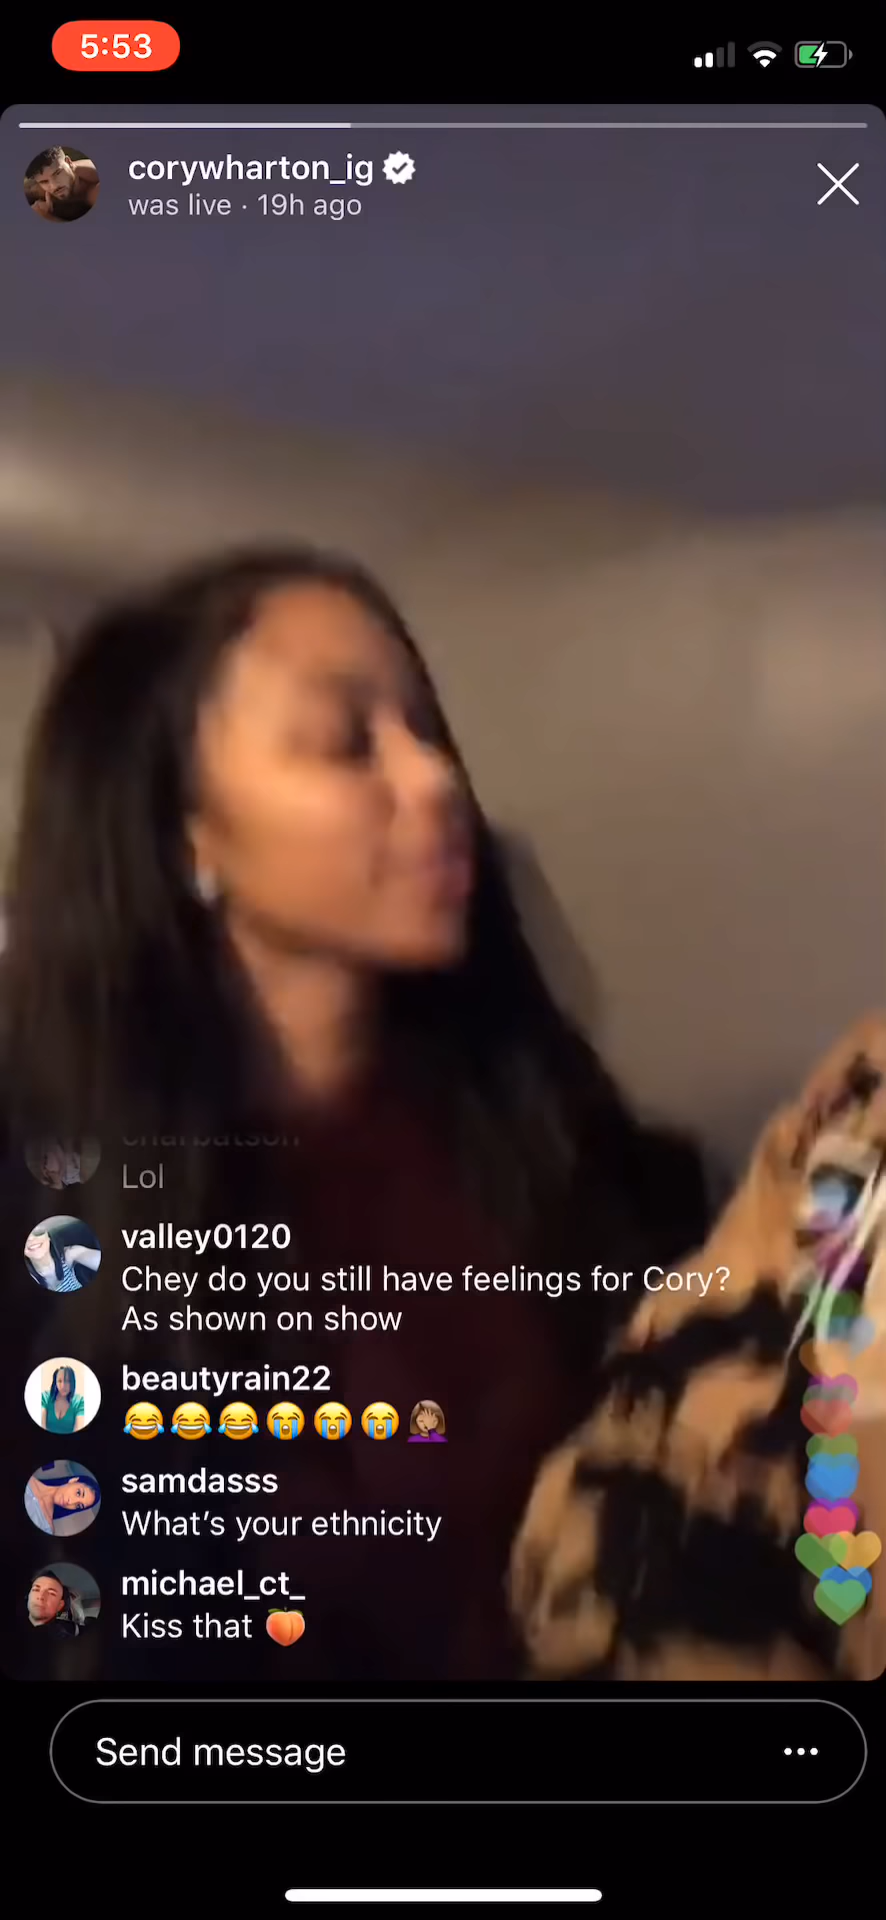 5:53
corywharton_ig
was live · 19h ago
Lol
valley0120
Chey do you still have feelings for Cory?
As shown on show
beautyrain22
😂😂😂😭😭😭🤦🏽‍♀️
samdasss
What's your ethnicity
michael_ct_
Kiss that 🍑
Send message